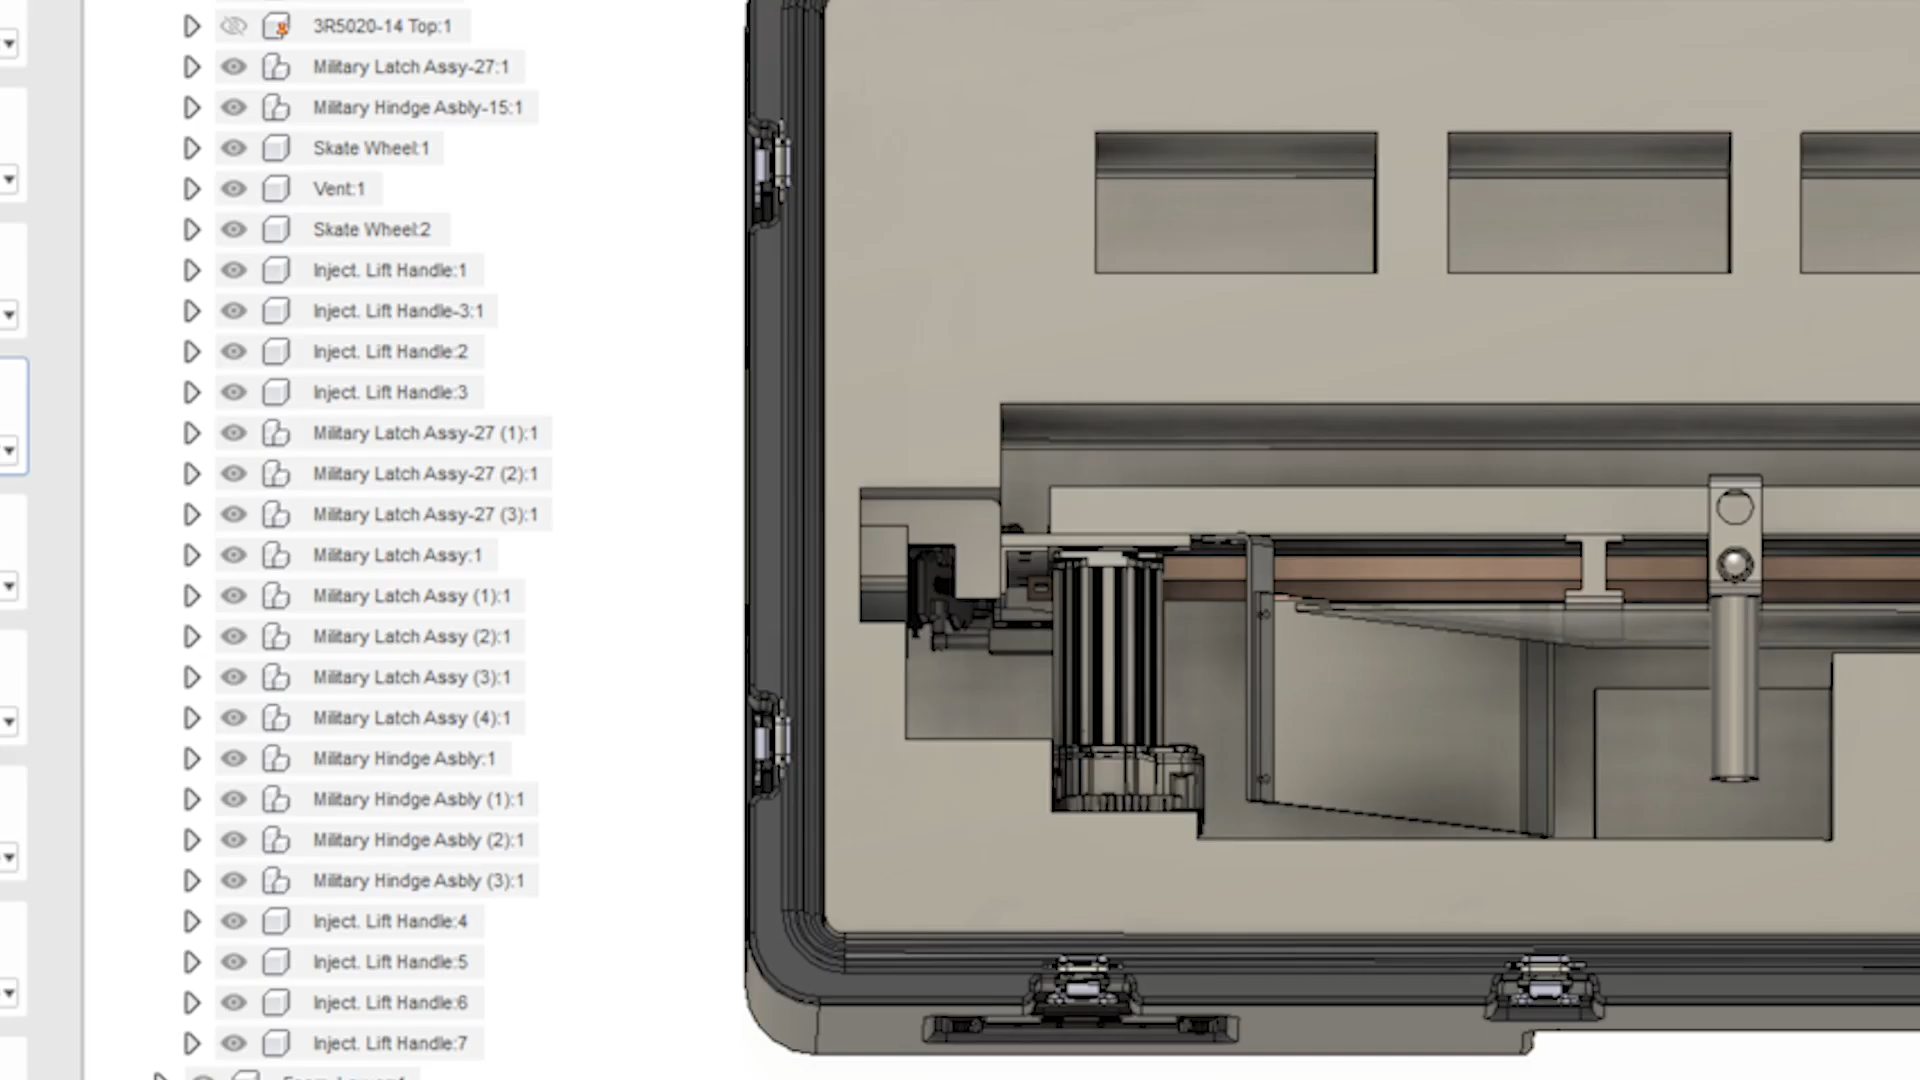 3R5020-14 Top:1
Military Latch Assy-27:1
Military Hindge Asbly-15:1
Skate Wheel:1
Vent:1
Skate Wheel:2
Inject. Lift Handle:1
Inject. Lift Handle-3:1
Inject. Lift Handle:2
Inject. Lift Handle:3
Military Latch Assy-27 (1):1
Military Latch Assy-27 (2):1
Military Latch Assy-27 (3):1
Military Latch Assy:1
Military Latch Assy (1):1
Military Latch Assy (2):1
Military Latch Assy (3):1
Military Latch Assy (4):1
Military Hindge Asbly:1
Military Hindge Asbly (1):1
Military Hindge Asbly (2):1
Military Hindge Asbly (3):1
Inject. Lift Handle:4
Inject. Lift Handle:5
Inject. Lift Handle:6
Inject. Lift Handle:7